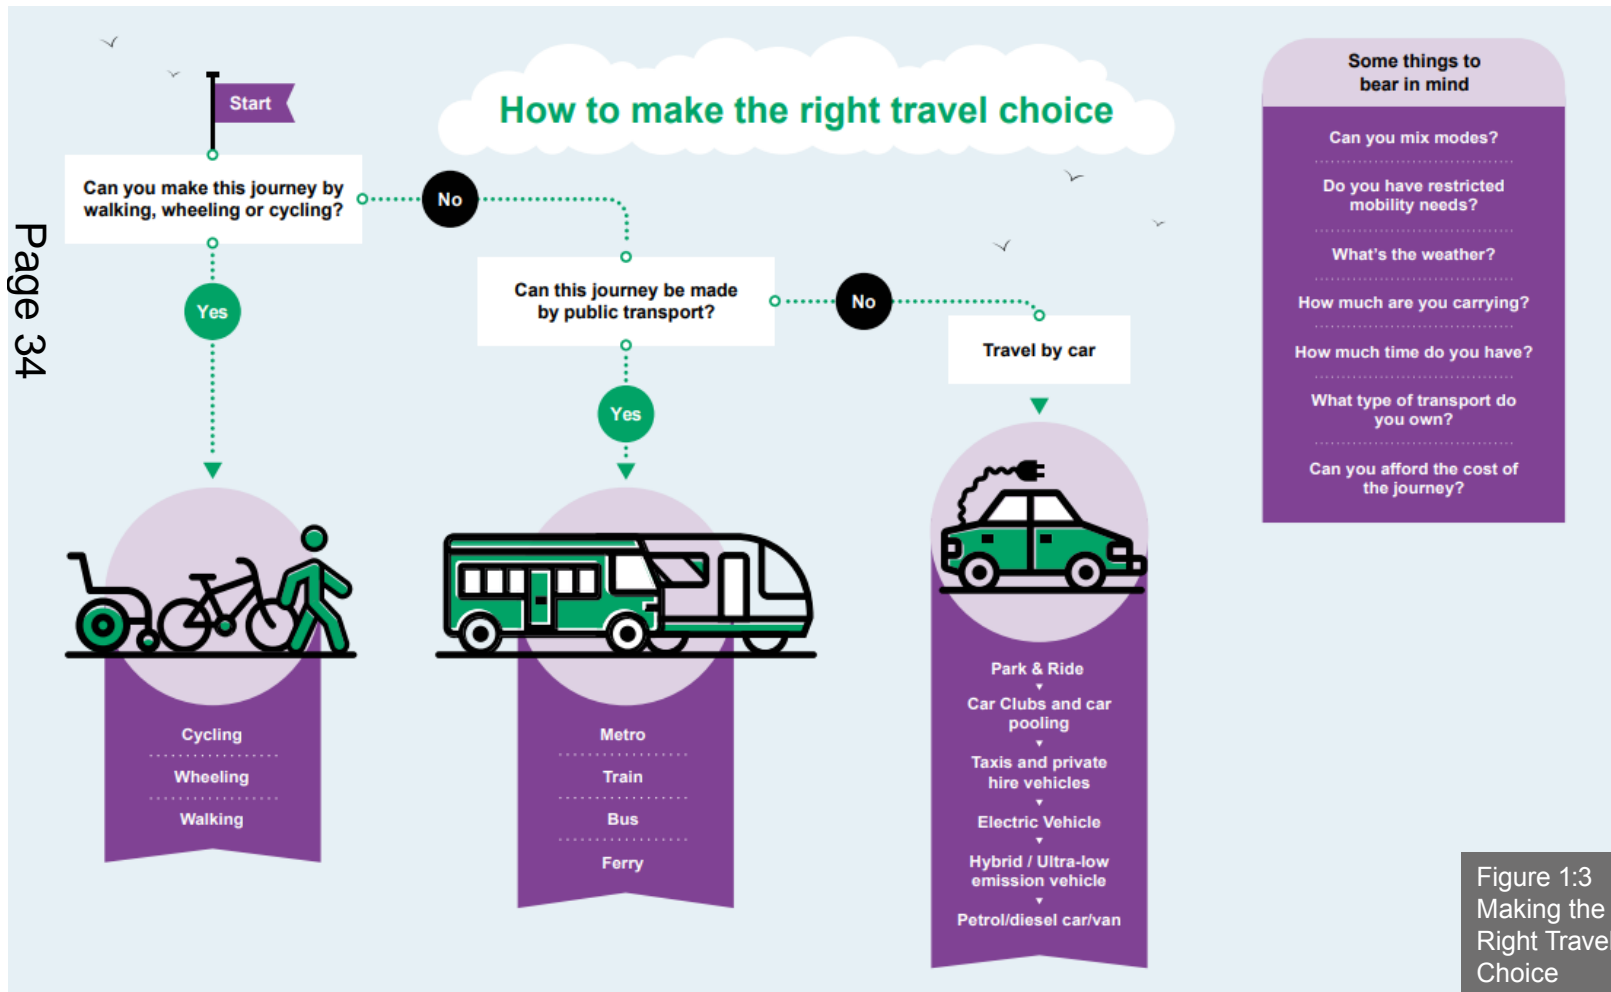 How to make the right travel choice
Start
Can you make this journey by
walking, wheeling or cycling?
No
Yes
Can this journey be made
by public transport?
No
Yes
Travel by car
Cycling
Wheeling
Walking
Metro
Train
Bus
Ferry
Park & Ride
Car Clubs and car
pooling
Taxis and private
hire vehicles
Electric Vehicle
Hybrid / Ultra-low
emission vehicle
Petrol/diesel car/van
Some things to
bear in mind
Can you mix modes?
Do you have restricted
mobility needs?
What's the weather?
How much are you carrying?
How much time do you have?
What type of transport do
you own?
Can you afford the cost of
the journey?
Page 34
Figure 1:3
Making the
Right Travel
Choice